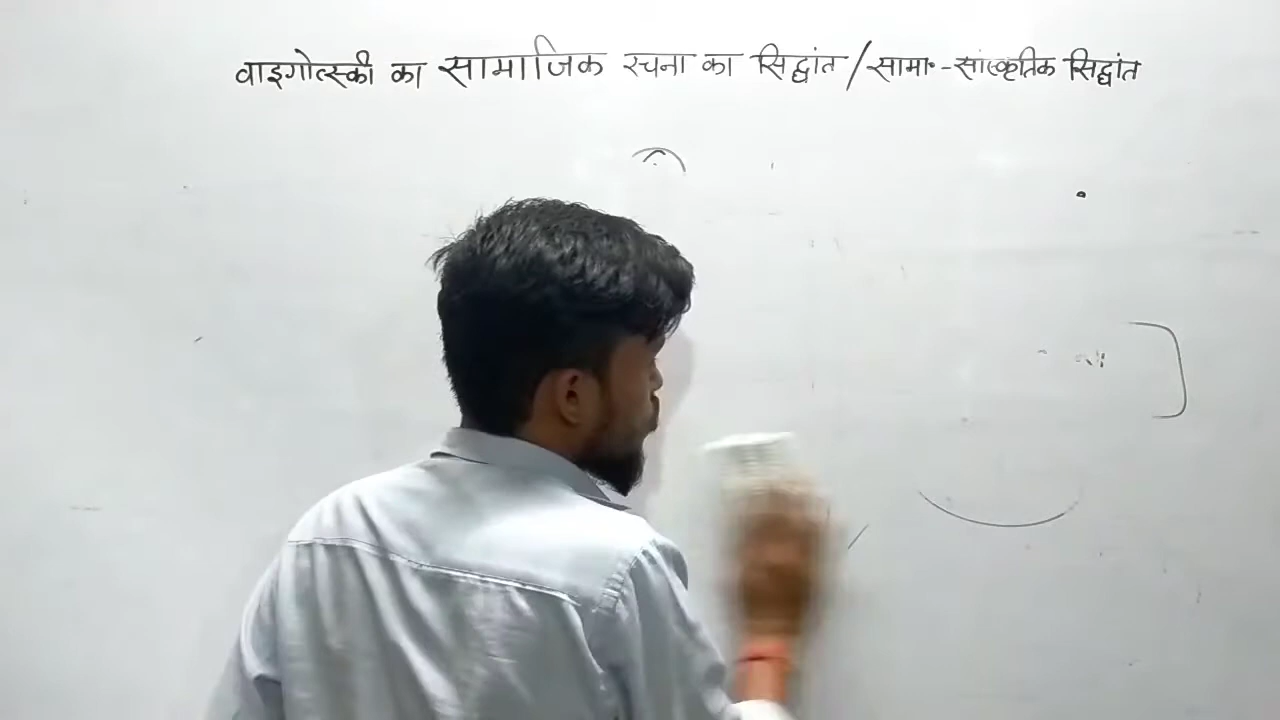 वाइगोत्स्की का सामाजिक रचना का सिद्धांत / सामा॰ - सांस्कृतिक सिद्धांत